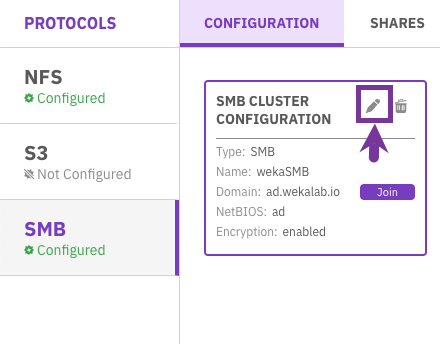 PROTOCOLS
CONFIGURATION
SHARES
NFS
Configured
S3
Not Configured
SMB
Configured
SMB CLUSTER
CONFIGURATION
Type: SMB
Name: wekaSMB
Domain: ad.wekalab.io
Join
NetBIOS: ad
Encryption: enabled